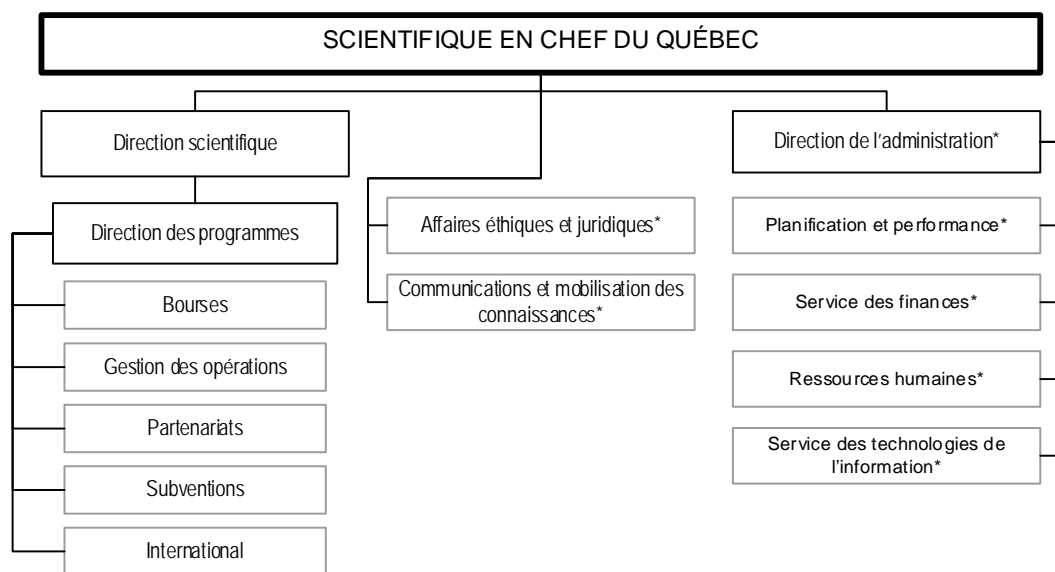 SCIENTIFIQUE EN CHEF DU QUÉBEC
Direction scientifique
Direction des programmes
Bourses
Gestion des opérations
Partenariats
Subventions
International
Affaires éthiques et juridiques*
Communications et mobilisation des
connaissances*
Direction de l'administration*
Planification et performance*
Service des finances*
Ressources humaines*
Service des technologies de
l'information*